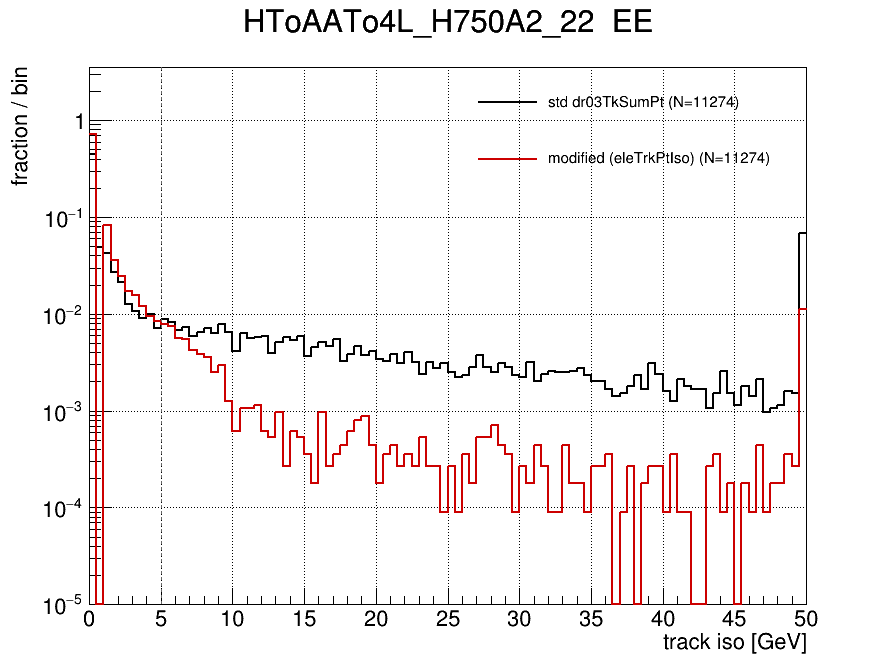 HToAATo4L_H750A2_22 EE
fraction / bin
std dr03TkSumPt (N=11274)
modified (eleTrkPtIso) (N=11274)
1
10⁻¹
10⁻²
10⁻³
10⁻⁴
10⁻⁵
0 5 10 15 20 25 30 35 40 45 50
track iso [GeV]